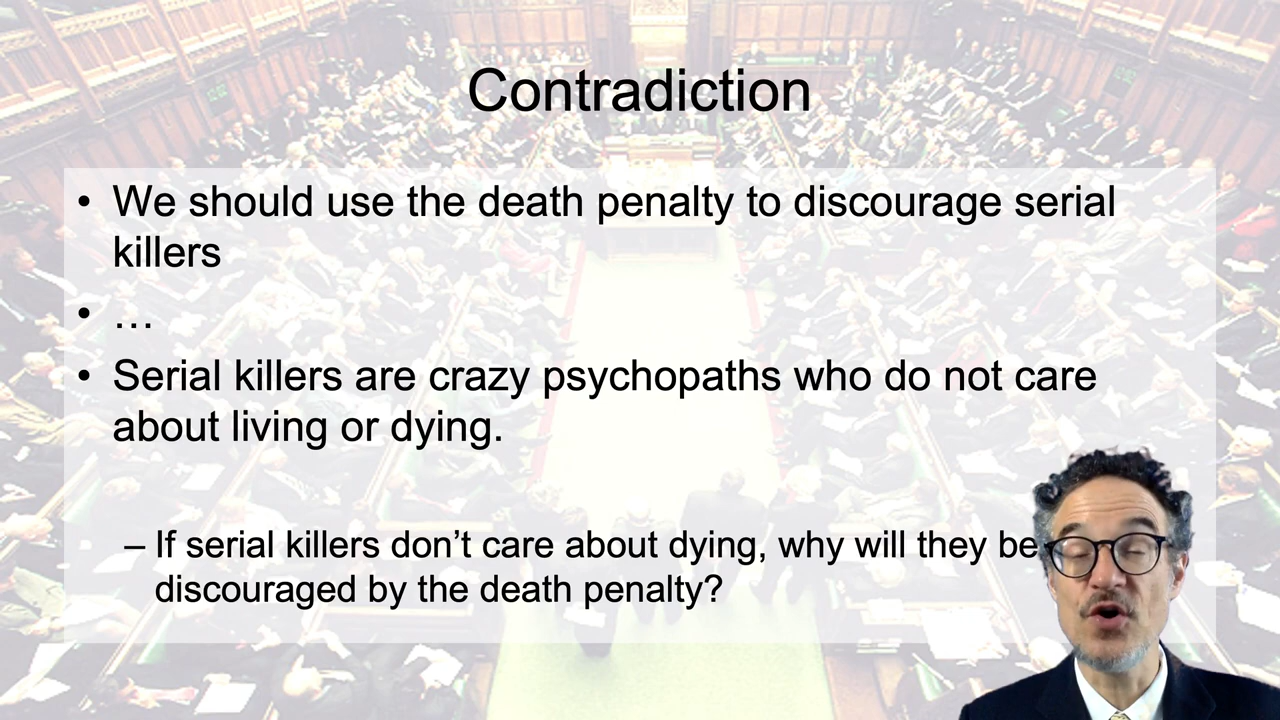 Contradiction
• We should use the death penalty to discourage serial
killers
• …
• Serial killers are crazy psychopaths who do not care
about living or dying.
– If serial killers don’t care about dying, why will they be
discouraged by the death penalty?